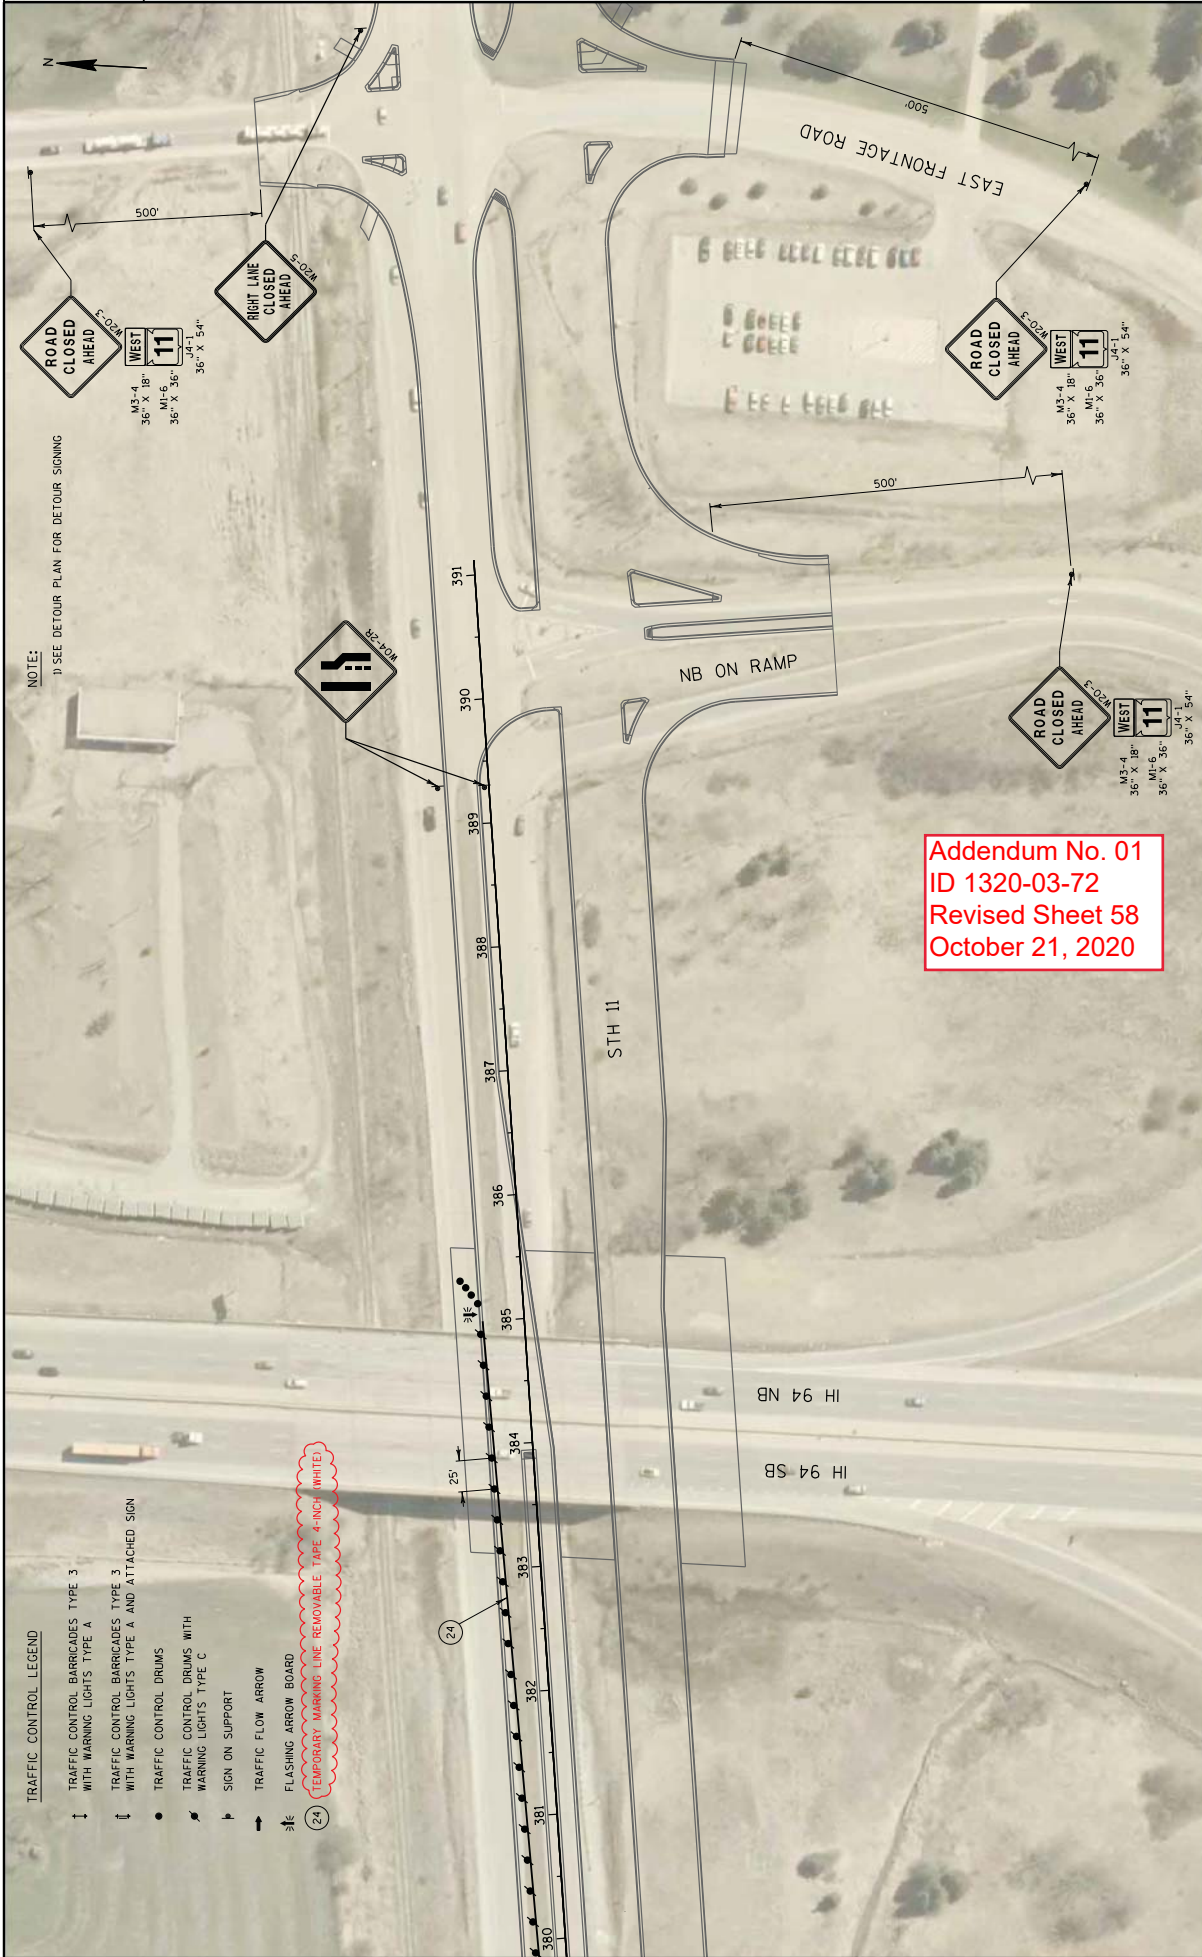 N
500'
ROAD
CLOSED
AHEAD
W20-3
WEST
11
M3-4
36" X 18"
M1-6
36" X 36"
J4-1
36" X 54"
RIGHT LANE
CLOSED
AHEAD
W20-5
NOTE:
1) SEE DETOUR PLAN FOR DETOUR SIGNING
W04-2R
EAST FRONTAGE ROAD
500'
ROAD
CLOSED
AHEAD
W20-3
WEST
11
M3-4
36" X 18"
M1-6
36" X 36"
J4-1
36" X 54"
500'
NB ON RAMP
ROAD
CLOSED
AHEAD
W20-3
WEST
11
M3-4
36" X 18"
M1-6
36" X 36"
J4-1
36" X 54"
391
390
389
388
387
386
385
384
383
382
381
380
STH 11
Addendum No. 01
ID 1320-03-72
Revised Sheet 58
October 21, 2020
IH 94 NB
IH 94 SB
25'
24
TRAFFIC CONTROL LEGEND
TRAFFIC CONTROL BARRICADES TYPE 3
WITH WARNING LIGHTS TYPE A
TRAFFIC CONTROL BARRICADES TYPE 3
WITH WARNING LIGHTS TYPE A AND ATTACHED SIGN
TRAFFIC CONTROL DRUMS
TRAFFIC CONTROL DRUMS WITH
WARNING LIGHTS TYPE C
SIGN ON SUPPORT
TRAFFIC FLOW ARROW
FLASHING ARROW BOARD
24 TEMPORARY MARKING LINE REMOVABLE TAPE 4-INCH (WHITE)